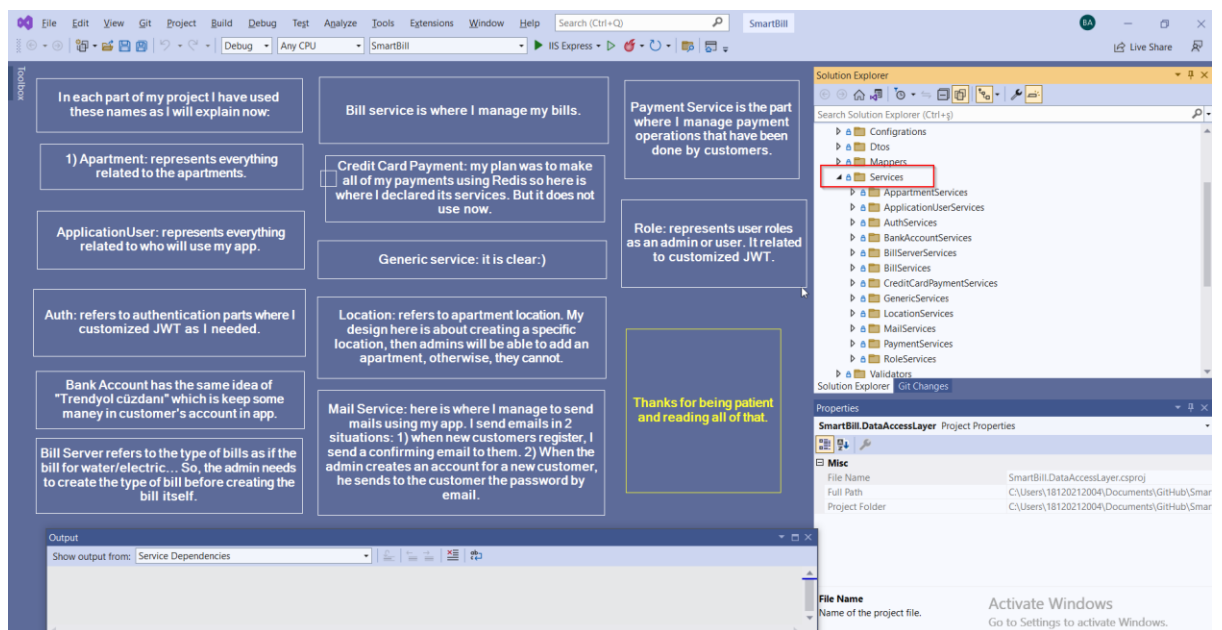 File Edit View Git Project Build Debug Test Analyze Tools Extensions Window Help Search (Ctrl+Q) SmartBill BA
Debug Any CPU SmartBill IIS Express Live Share
Toolbox
In each part of my project I have used
these names as I will explain now:
1) Apartment: represents everything
related to the apartments.
ApplicationUser: represents everything
related to who will use my app.
Auth: refers to authentication parts where I
customized JWT as I needed.
Bank Account has the same idea of
"Trendyol cüzdanı" which is keep some
maney in customer's account in app.
Bill Server refers to the type of bills as if the
bill for water/electric... So, the admin needs
to create the type of bill before creating the
bill itself.
Bill service is where I manage my bills.
Credit Card Payment: my plan was to make
all of my payments using Redis so here is
where I declared its services. But it does not
use now.
Generic service: it is clear:)
Location: refers to apartment location. My
design here is about creating a specific
location, then admins will be able to add an
apartment, otherwise, they cannot.
Mail Service: here is where I manage to send
mails using my app. I send emails in 2
situations: 1) when new customers register, I
send a confirming email to them. 2) When the
admin creates an account for a new customer,
he sends to the customer the password by
email.
Payment Service is the part
where I manage payment
operations that have been
done by customers.
Role: represents user roles
as an admin or user. It related
to customized JWT.
Thanks for being patient
and reading all of that.
Solution Explorer
Search Solution Explorer (Ctrl+ş)
Configrations
Dtos
Mappers
Services
AppartmentServices
ApplicationUserServices
AuthServices
BankAccountServices
BillServerServices
BillServices
CreditCardPaymentServices
GenericServices
LocationServices
MailServices
PaymentServices
RoleServices
Validators
Solution Explorer Git Changes
Properties
SmartBill.DataAccessLayer Project Properties
Misc
File Name SmartBill.DataAccessLayer.csproj
Full Path C:\Users\18120212004\Documents\GitHub\Smar
Project Folder C:\Users\18120212004\Documents\GitHub\Smar
File Name
Name of the project file.
Activate Windows
Go to Settings to activate Windows.
Output
Show output from: Service Dependencies